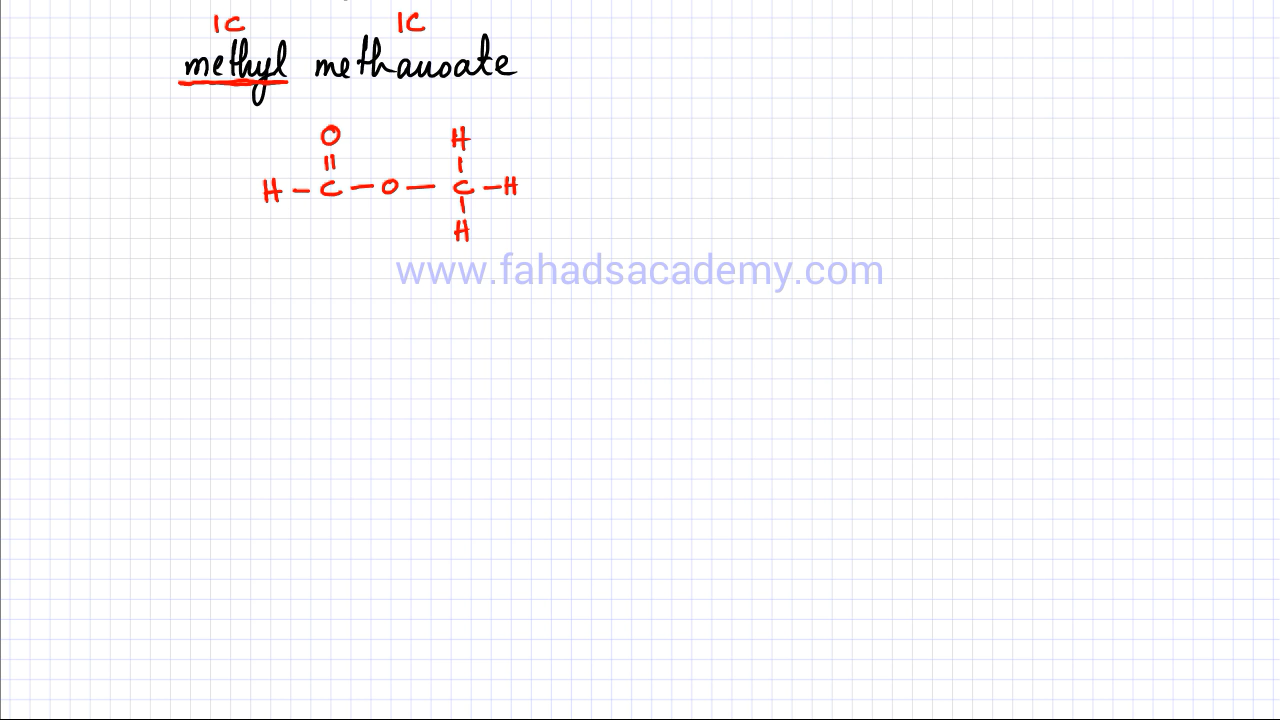 1C 1C
methyl methanoate
O H
H - C - O - C - H
H
www.fahadsacademy.com